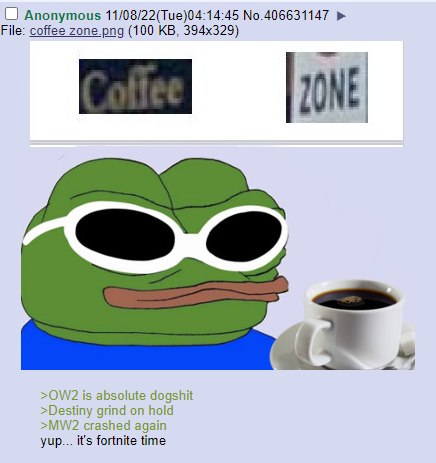 Anonymous 11/08/22(Tue)04:14:45 No.406631147 ▶
File: coffee zone.png (100 KB, 394x329)
Coffee ZONE
>OW2 is absolute dogshit
>Destiny grind on hold
>MW2 crashed again
yup... it's fortnite time